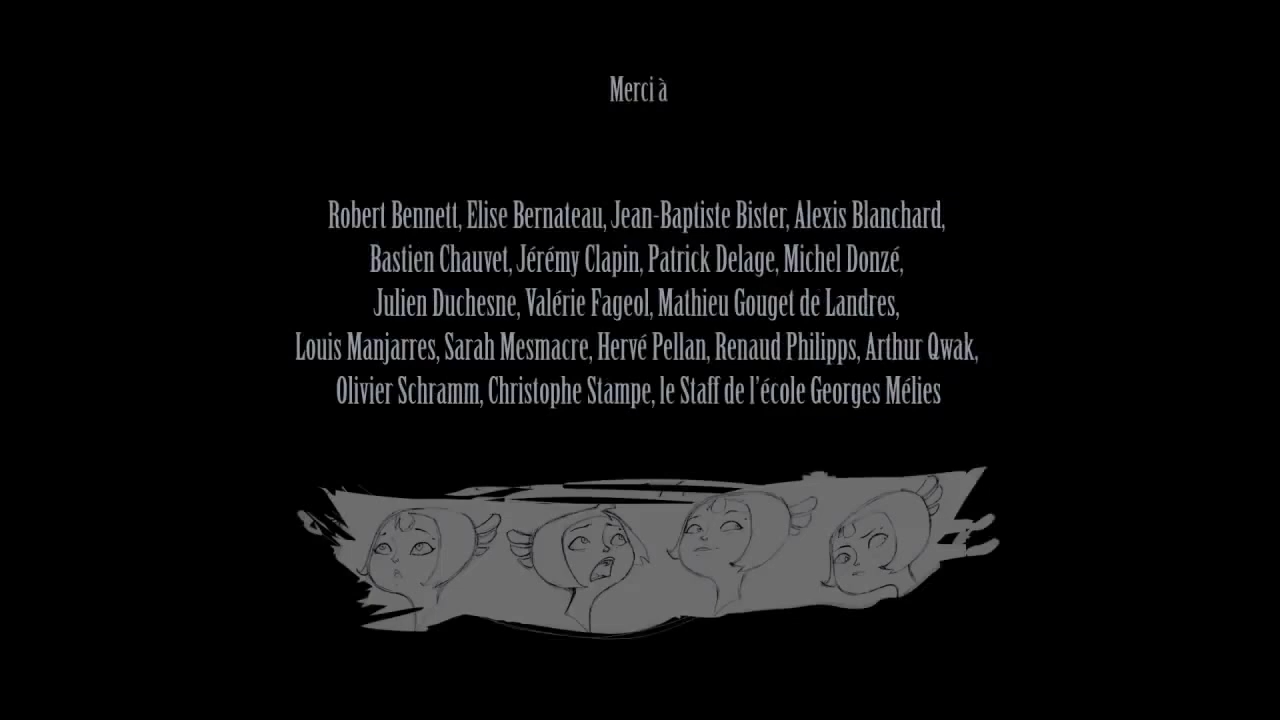 Merci à
Robert Bennett, Elise Bernateau, Jean-Baptiste Bister, Alexis Blanchard,
Bastien Chauvet, Jérémy Clapin, Patrick Delage, Michel Donzé,
Julien Duchesne, Valérie Fageol, Mathieu Gouget de Landres,
Louis Manjarres, Sarah Mesmacre, Hervé Pellan, Renaud Philipps, Arthur Qwak,
Olivier Schramm, Christophe Stampe, le Staff de l'école Georges Mélies